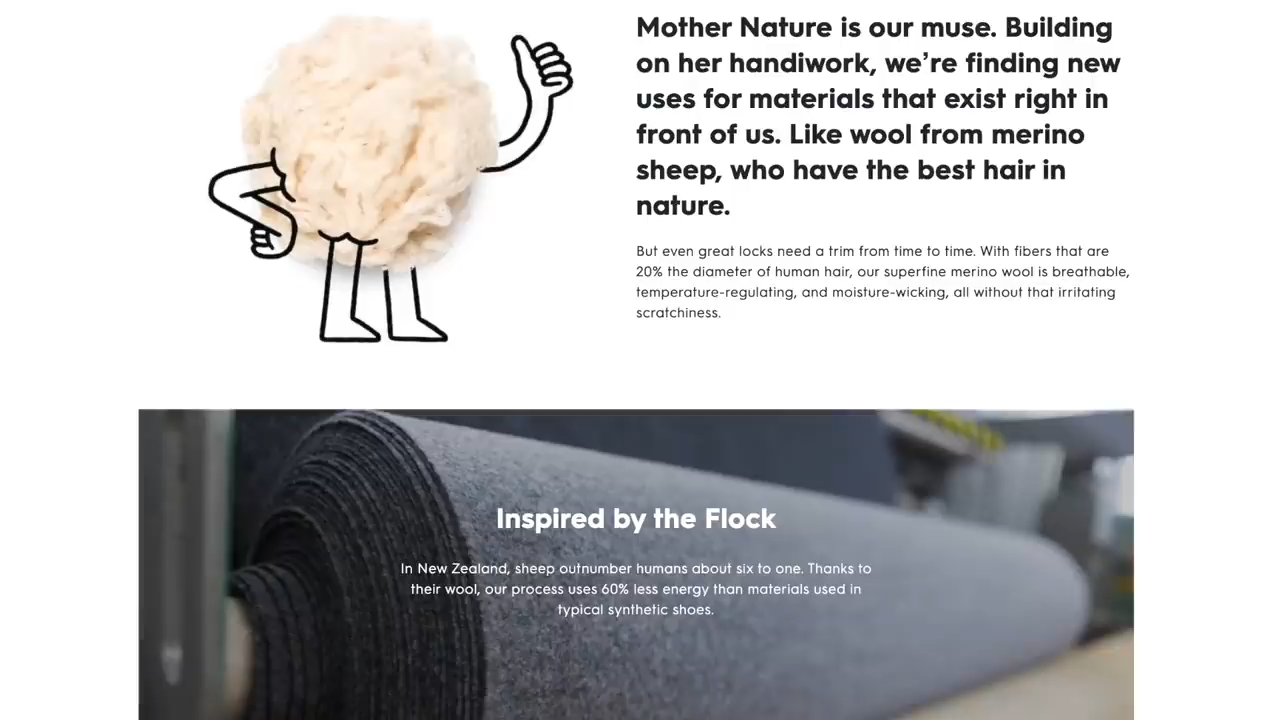 Mother Nature is our muse. Building
on her handiwork, we’re finding new
uses for materials that exist right in
front of us. Like wool from merino
sheep, who have the best hair in
nature.
But even great locks need a trim from time to time. With fibers that are
20% the diameter of human hair, our superfine merino wool is breathable,
temperature-regulating, and moisture-wicking, all without that irritating
scratchiness.
Inspired by the Flock
In New Zealand, sheep outnumber humans about six to one. Thanks to
their wool, our process uses 60% less energy than materials used in
typical synthetic shoes.